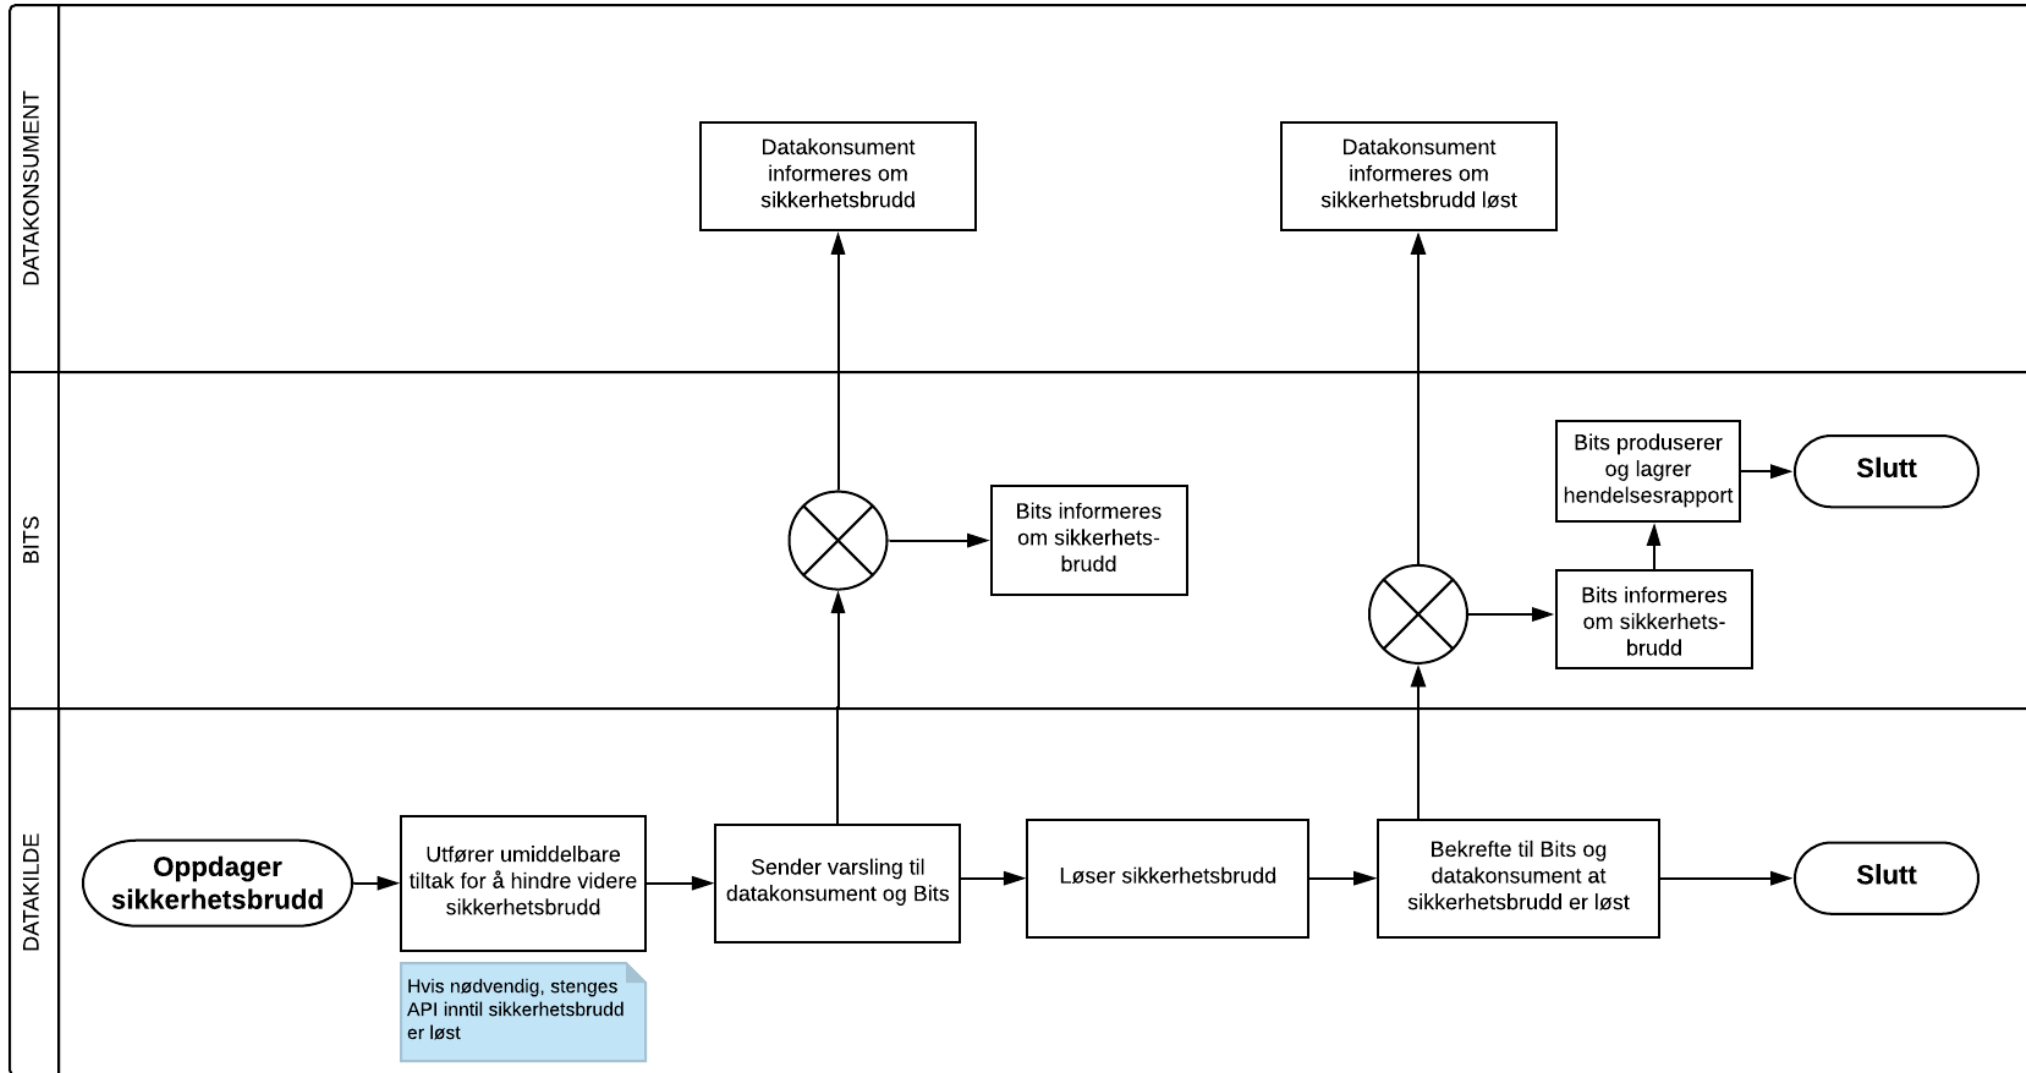 DATAKONSUMENT
Datakonsument
informeres om
sikkerhetsbrudd
Datakonsument
informeres om
sikkerhetsbrudd løst
BITS
Bits informeres
om sikkerhets-
brudd
Bits produserer
og lagrer
hendelsesrapport
Slutt
Bits informeres
om sikkerhets-
brudd
DATAKILDE
Oppdager
sikkerhetsbrudd
Utfører umiddelbare
tiltak for å hindre videre
sikkerhetsbrudd
Hvis nødvendig, stenges
API inntil sikkerhetsbrudd
er løst
Sender varsling til
datakonsument og Bits
Løser sikkerhetsbrudd
Bekrefte til Bits og
datakonsument at
sikkerhetsbrudd er løst
Slutt